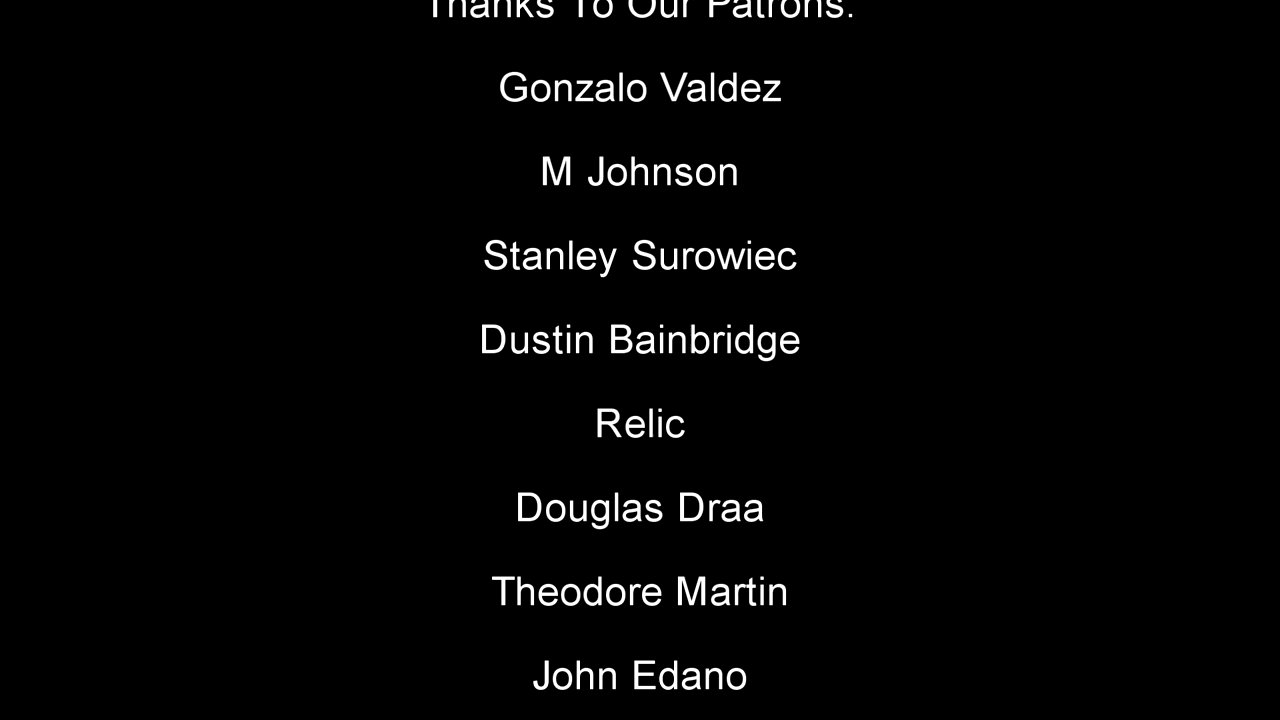 Thanks To Our Patrons:
Gonzalo Valdez
M Johnson
Stanley Surowiec
Dustin Bainbridge
Relic
Douglas Draa
Theodore Martin
John Edano